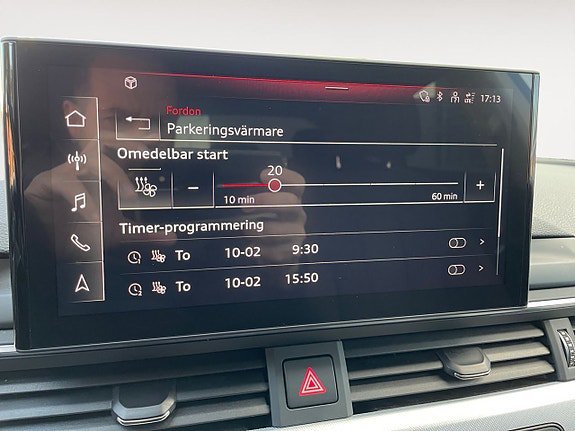 17:13
Fordon
Parkeringsvärmare
Omedelbar start
20
− +
10 min 60 min
Timer-programmering
To 10-02 9:30
To 10-02 15:50